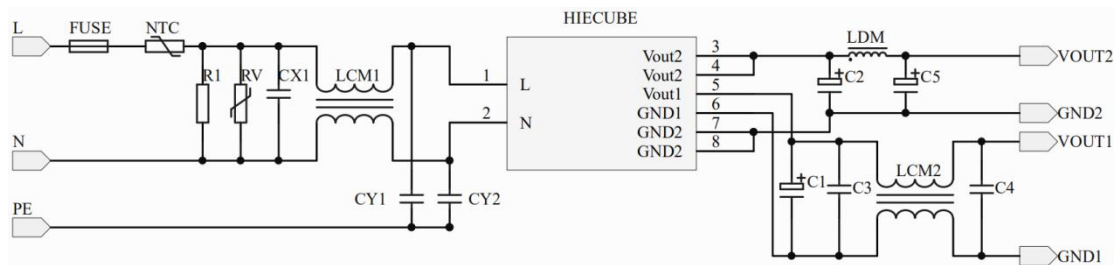 HIECUBE
L
FUSE
NTC
R1
RV
CX1
LCM1
1
L
2
N
Vout2
3
Vout2
4
Vout1
5
GND1
6
GND2
7
GND2
8
LDM
C2
C5
VOUT2
GND2
VOUT1
N
CY1
CY2
PE
C1
C3
LCM2
C4
GND1